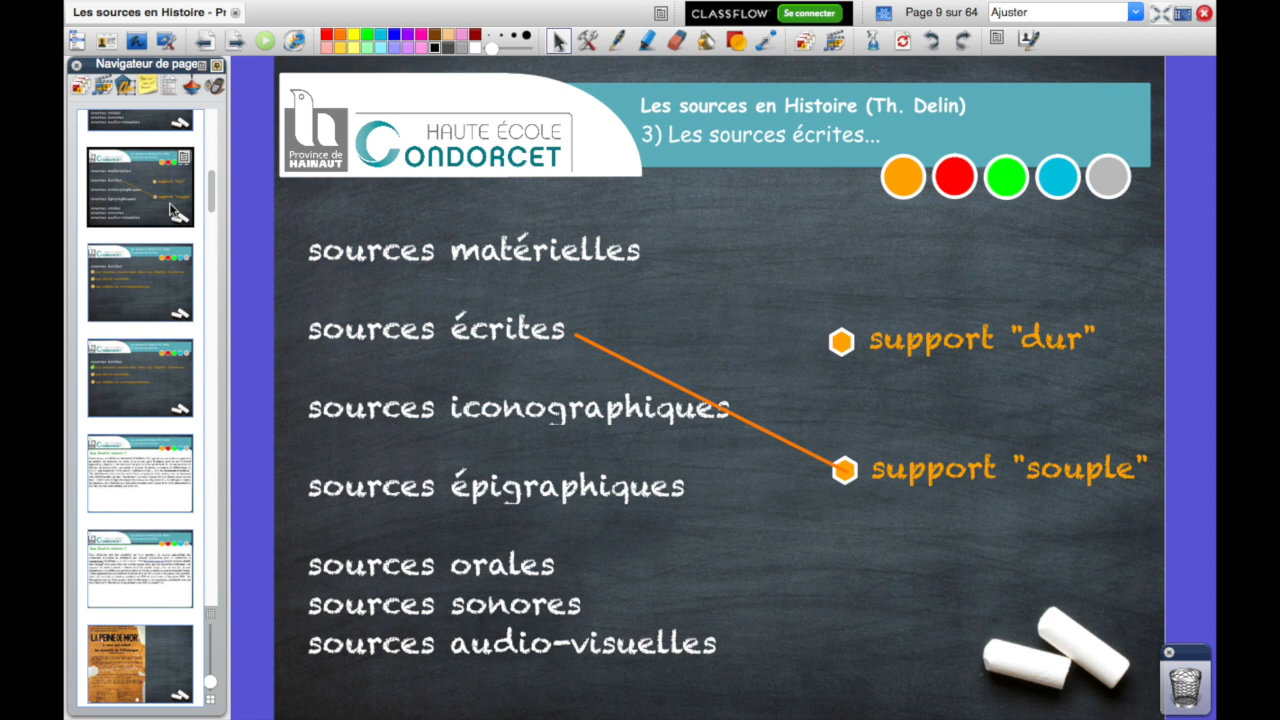 Les sources en Histoire - Pr
CLASSFLOW
Se connecter
Page 9 sur 64
Ajuster
Navigateur de page
Province de
HAINAUT
HAUTE ÉCOLE
CONDORCET
Les sources en Histoire (Th. Delin)
3) Les sources écrites...
sources matérielles
sources écrites
support "dur"
sources iconographiques
support "souple"
sources épigraphiques
sources orales
sources sonores
sources audio-visuelles
LA PEINE DE MOR